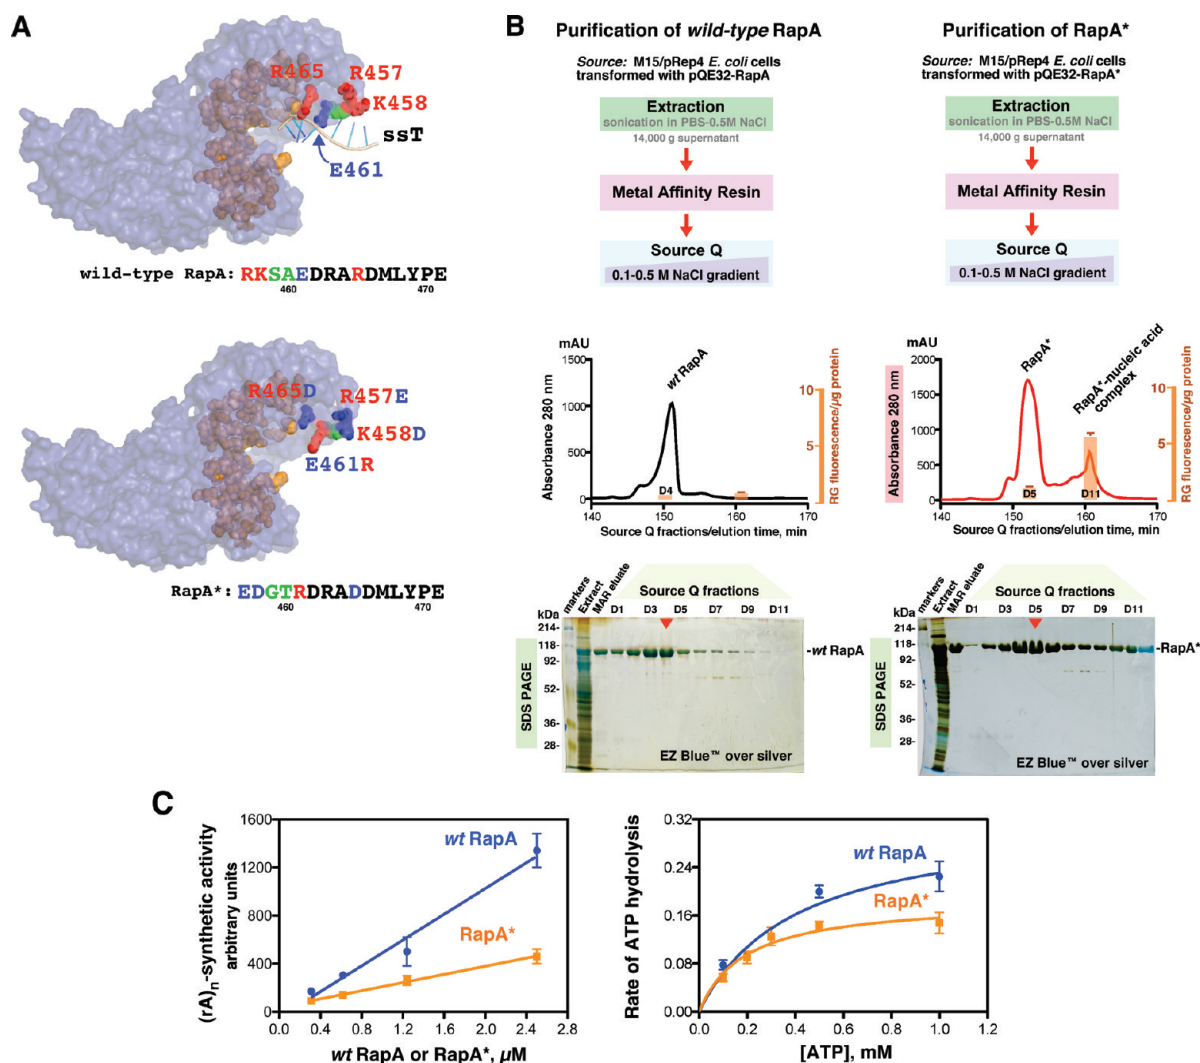 A
R465
R457
K458
ssT
E461
wild-type RapA: RKSAEDRARDMLYPE
460
470
R465D
R457E
K458D
E461R
RapA*: EDGTRDRADDMLYPE
460
470
B
Purification of wild-type RapA
Source: M15/pRep4 E. coli cells
transformed with pQE32-RapA
Extraction
sonication in PBS-0.5M NaCl
14,000 g supernatant
Metal Affinity Resin
Source Q
0.1-0.5 M NaCl gradient
Purification of RapA*
Source: M15/pRep4 E. coli cells
transformed with pQE32-RapA*
Extraction
sonication in PBS-0.5M NaCl
14,000 g supernatant
Metal Affinity Resin
Source Q
0.1-0.5 M NaCl gradient
mAU
1500
1000
500
0
Absorbance 280 nm
wt RapA
D4
10
5
0
RG fluorescence/µg protein
140
150
160
170
Source Q fractions/elution time, min
mAU
2000
1500
1000
500
0
Absorbance 280 nm
RapA*
RapA*-nucleic acid
complex
D5
D11
10
5
0
RG fluorescence/µg protein
140
150
160
170
Source Q fractions/elution time, min
Source Q fractions
markers
Extract
MAR eluate
D1 D3 D5 D7 D9 D11
kDa
214-
118-
92-
52-
36-
28-
SDS PAGE
-wt RapA
EZ Blue™ over silver
Source Q fractions
markers
Extract
MAR eluate
D1 D3 D5 D7 D9 D11
kDa
214-
118-
92-
52-
36-
28-
SDS PAGE
-RapA*
EZ Blue™ over silver
C
1600
1200
800
400
0
(rA)n-synthetic activity
arbitrary units
wt RapA
RapA*
0.0 0.4 0.8 1.2 1.6 2.0 2.4 2.8
wt RapA or RapA*, µM
0.32
0.24
0.16
0.08
0.00
Rate of ATP hydrolysis
wt RapA
RapA*
0.0 0.2 0.4 0.6 0.8 1.0 1.2
[ATP], mM